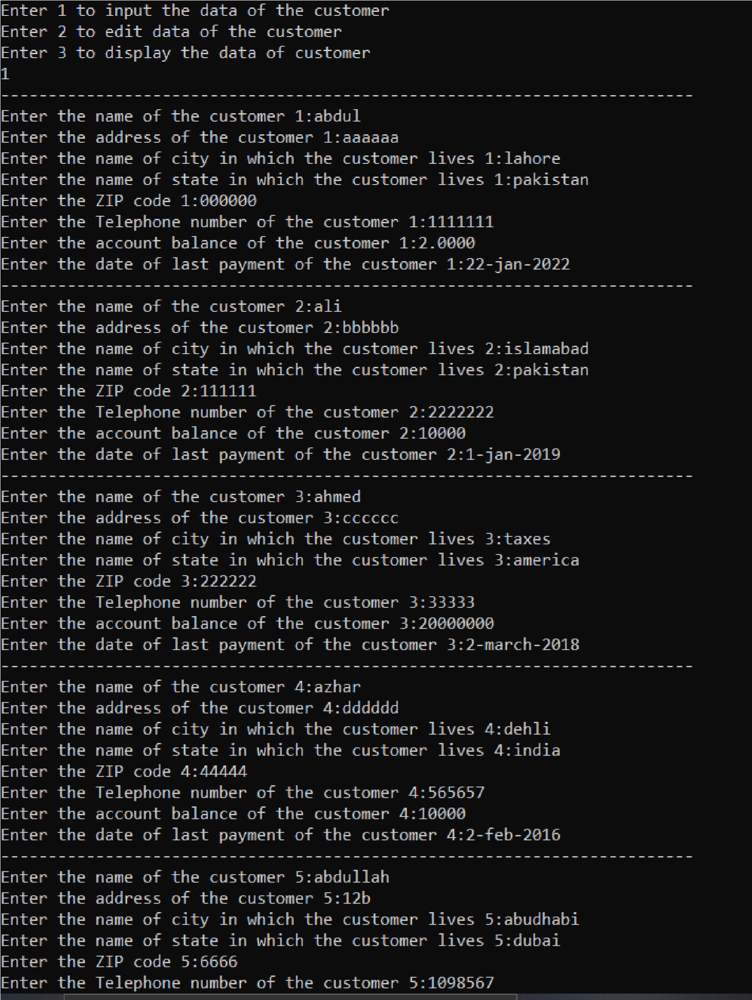 Enter 1 to input the data of the customer
Enter 2 to edit data of the customer
Enter 3 to display the data of customer
1
-------------------------------------------------------------------------
Enter the name of the customer 1:abdul
Enter the address of the customer 1:aaaaaa
Enter the name of city in which the customer lives 1:lahore
Enter the name of state in which the customer lives 1:pakistan
Enter the ZIP code 1:000000
Enter the Telephone number of the customer 1:1111111
Enter the account balance of the customer 1:2.0000
Enter the date of last payment of the customer 1:22-jan-2022
-------------------------------------------------------------------------
Enter the name of the customer 2:ali
Enter the address of the customer 2:bbbbbb
Enter the name of city in which the customer lives 2:islamabad
Enter the name of state in which the customer lives 2:pakistan
Enter the ZIP code 2:111111
Enter the Telephone number of the customer 2:2222222
Enter the account balance of the customer 2:10000
Enter the date of last payment of the customer 2:1-jan-2019
-------------------------------------------------------------------------
Enter the name of the customer 3:ahmed
Enter the address of the customer 3:cccccc
Enter the name of city in which the customer lives 3:taxes
Enter the name of state in which the customer lives 3:america
Enter the ZIP code 3:222222
Enter the Telephone number of the customer 3:33333
Enter the account balance of the customer 3:20000000
Enter the date of last payment of the customer 3:2-march-2018
-------------------------------------------------------------------------
Enter the name of the customer 4:azhar
Enter the address of the customer 4:dddddd
Enter the name of city in which the customer lives 4:dehli
Enter the name of state in which the customer lives 4:india
Enter the ZIP code 4:44444
Enter the Telephone number of the customer 4:565657
Enter the account balance of the customer 4:10000
Enter the date of last payment of the customer 4:2-feb-2016
-------------------------------------------------------------------------
Enter the name of the customer 5:abdullah
Enter the address of the customer 5:12b
Enter the name of city in which the customer lives 5:abudhabi
Enter the name of state in which the customer lives 5:dubai
Enter the ZIP code 5:6666
Enter the Telephone number of the customer 5:1098567